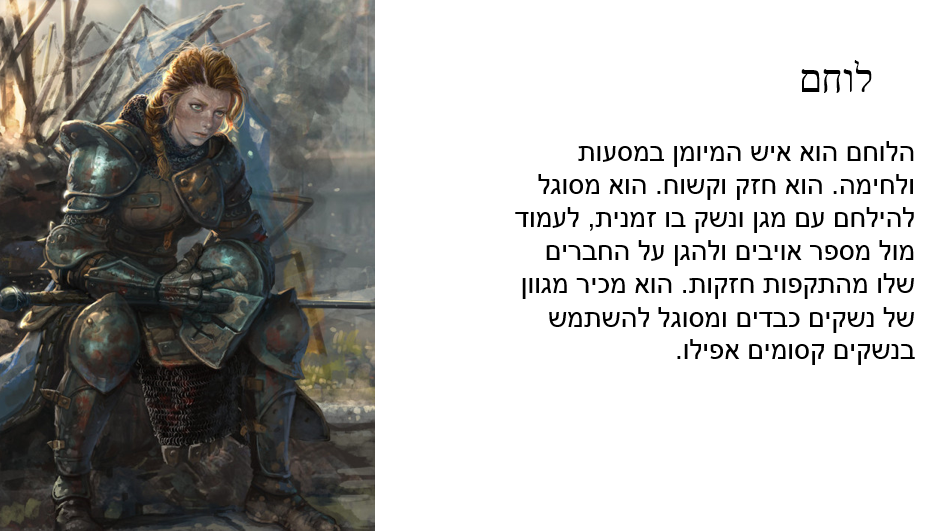 לוחם
הלוחם הוא איש המיומן במסעות
ולחימה. הוא חזק וקשוח. הוא מסוגל
להילחם עם מגן ונשק בו זמנית, לעמוד
מול מספר אויבים ולהגן על החברים
שלו מהתקפות חזקות. הוא מכיר מגוון
של נשקים כבדים ומסוגל להשתמש
בנשקים קסומים אפילו.